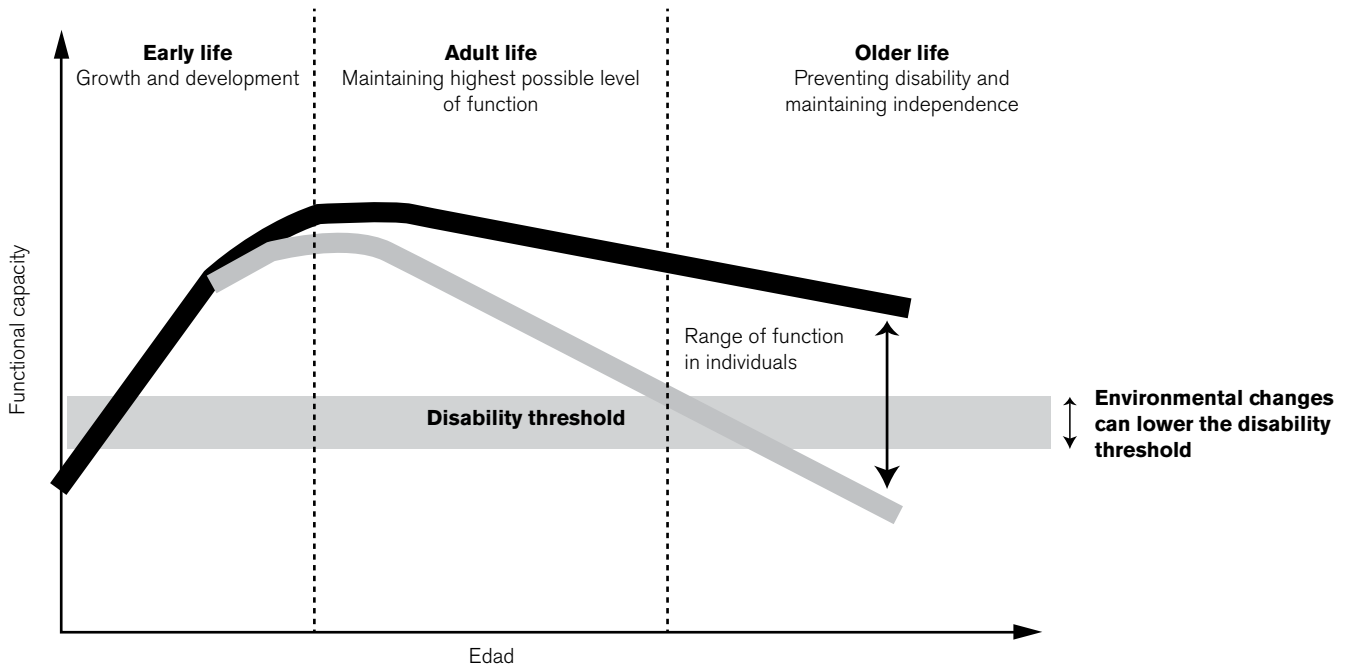 Early life
Growth and development
Adult life
Maintaining highest possible level
of function
Older life
Preventing disability and
maintaining independence
Functional capacity
Range of function
in individuals
Disability threshold
Environmental changes
can lower the disability
threshold
Edad